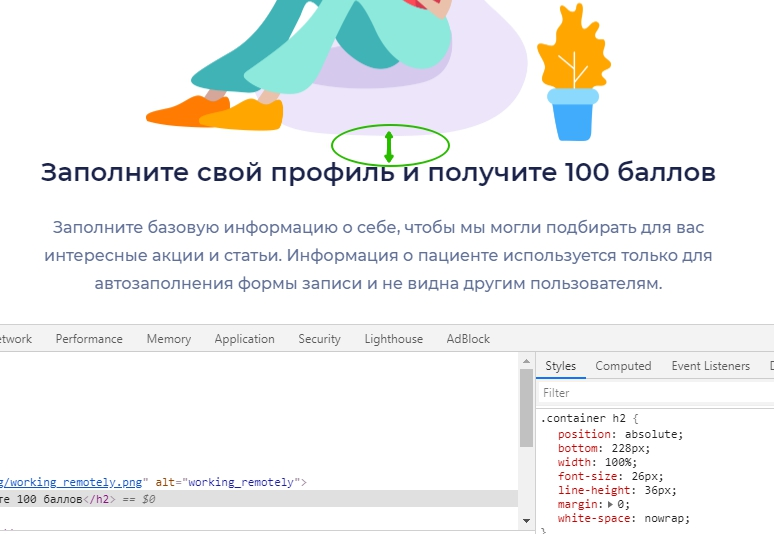 Заполните свой профиль и получите 100 баллов
Заполните базовую информацию о себе, чтобы мы могли подбирать для вас
интересные акции и статьи. Информация о пациенте используется только для
автозаполнения формы записи и не видна другим пользователям.
etwork Performance Memory Application Security Lighthouse AdBlock
Styles Computed Event Listeners
Filter
.container h2 {
position: absolute;
bottom: 228px;
width: 100%;
font-size: 26px;
line-height: 36px;
margin: 0;
white-space: nowrap;
}
g/working_remotely.png" alt="working_remotely">
те 100 баллов</h2> == $0